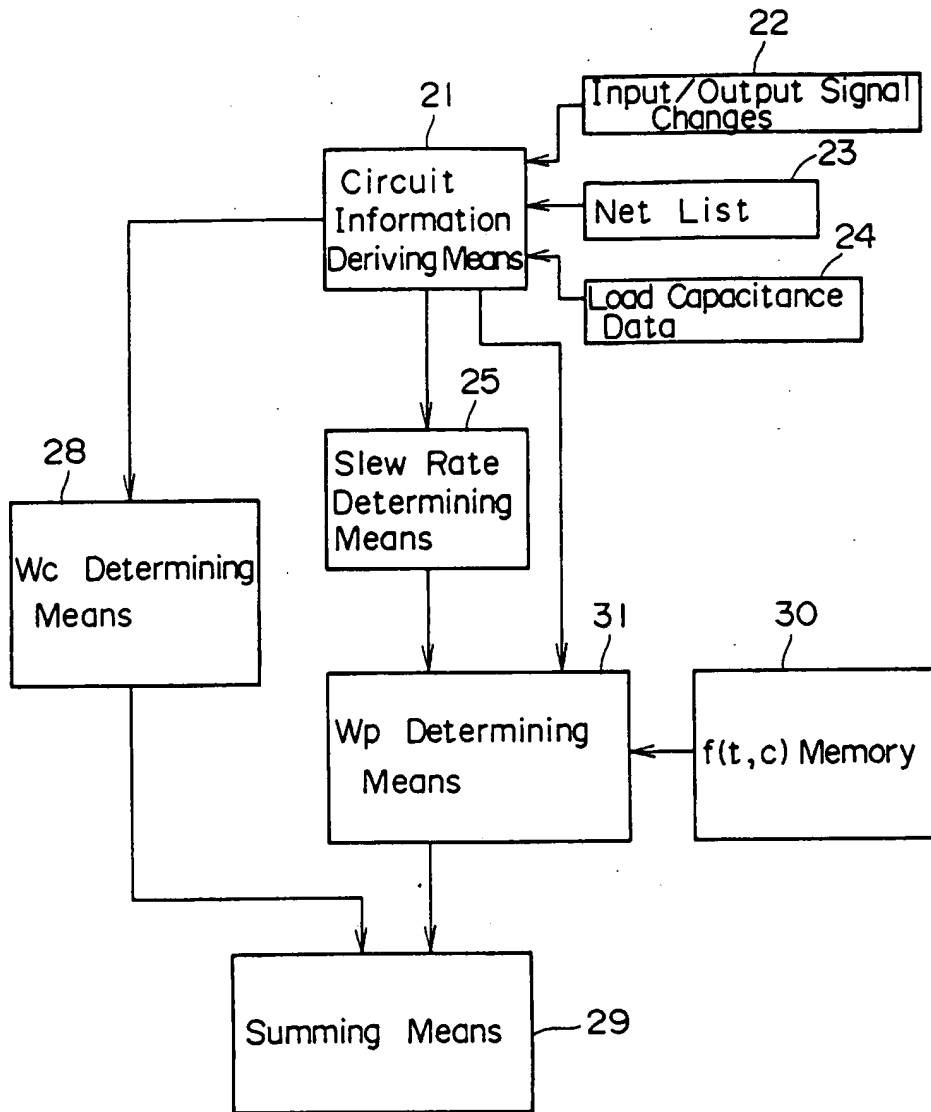 22
Input/Output Signal
Changes
21
Circuit
Information
Deriving Means
23
Net List
24
Load Capacitance
Data
25
Slew Rate
Determining
Means
28
Wc Determining
Means
31
Wp Determining
Means
30
f(t,c) Memory
Summing Means
29